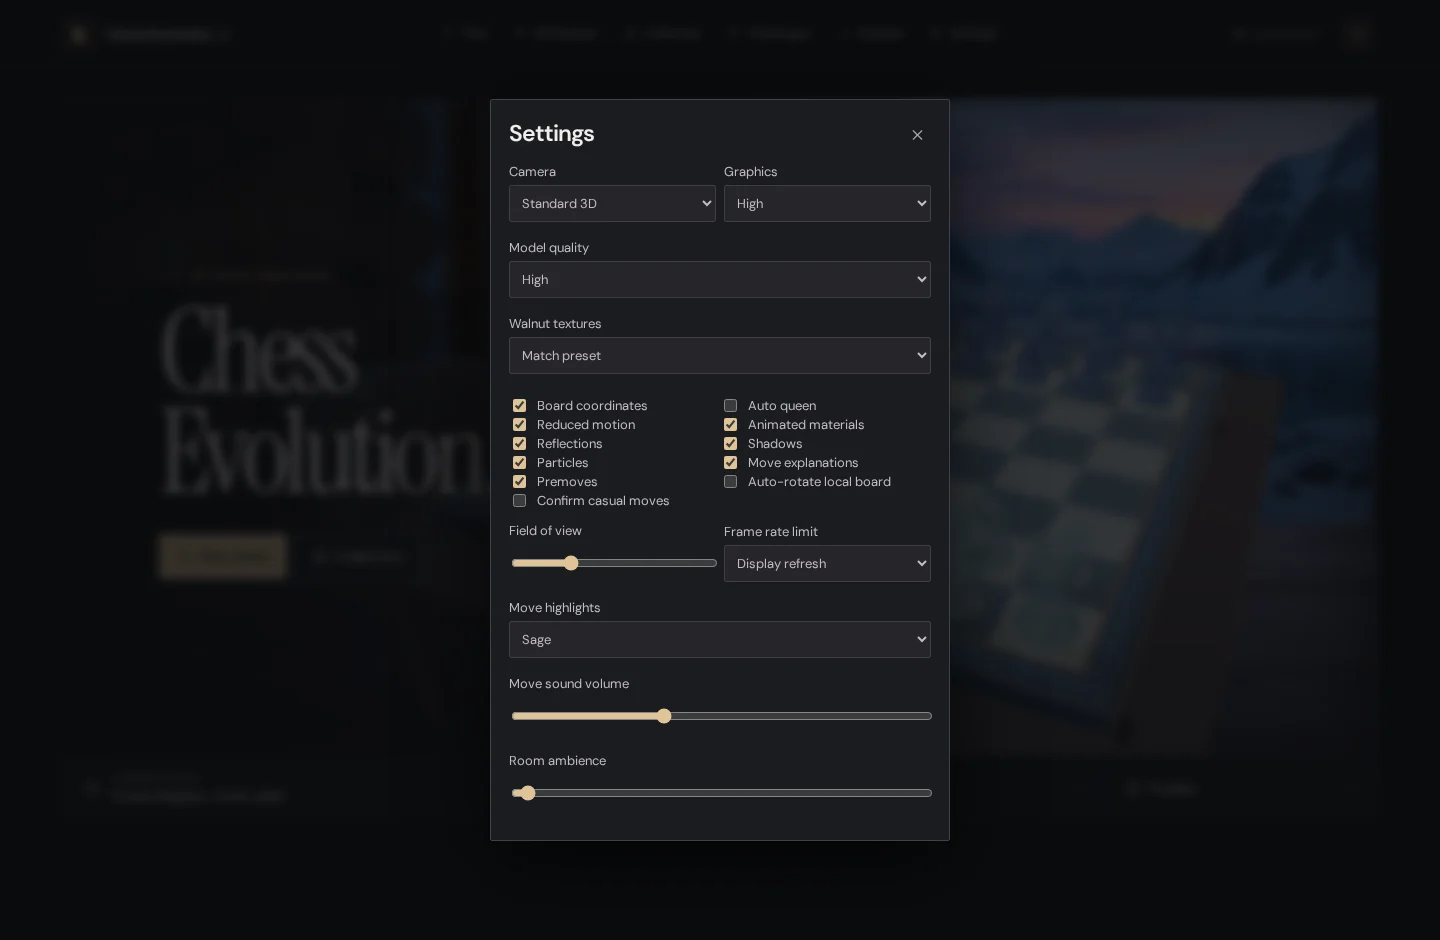 Settings
Camera
Graphics
Standard 3D
High
Model quality
High
Walnut textures
Match preset
Board coordinates
Auto queen
Reduced motion
Animated materials
Reflections
Shadows
Particles
Move explanations
Premoves
Auto-rotate local board
Confirm casual moves
Field of view
Frame rate limit
Display refresh
Move highlights
Sage
Move sound volume
Room ambience
Chess
Evolution